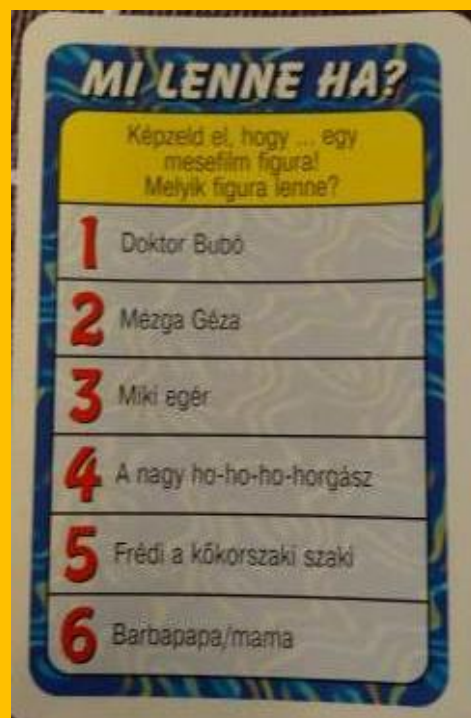 MI LENNE HA?
Képzeld el, hogy ... egy
mesefilm figura!
Melyik figura lenne?
1 Doktor Bubó
2 Mézga Géza
3 Miki egér
4 A nagy ho-ho-ho-horgász
5 Frédi a kőkorszaki szaki
6 Barbapapa/mama